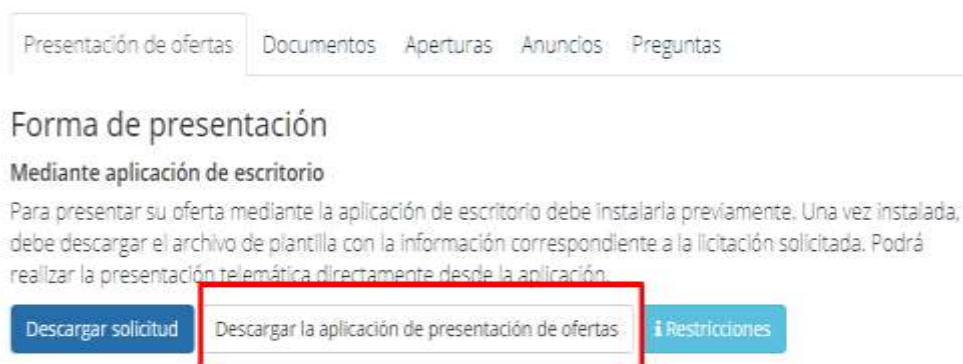 Presentación de ofertas Documentos Aperturas Anuncios Preguntas
Forma de presentación
Mediante aplicación de escritorio
Para presentar su oferta mediante la aplicación de escritorio debe instalarla previamente. Una vez instalada,
debe descargar el archivo de plantilla con la información correspondiente a la licitación solicitada. Podrá
realizar la presentación telemática directamente desde la aplicación.
Descargar solicitud Descargar la aplicación de presentación de ofertas i Restricciones